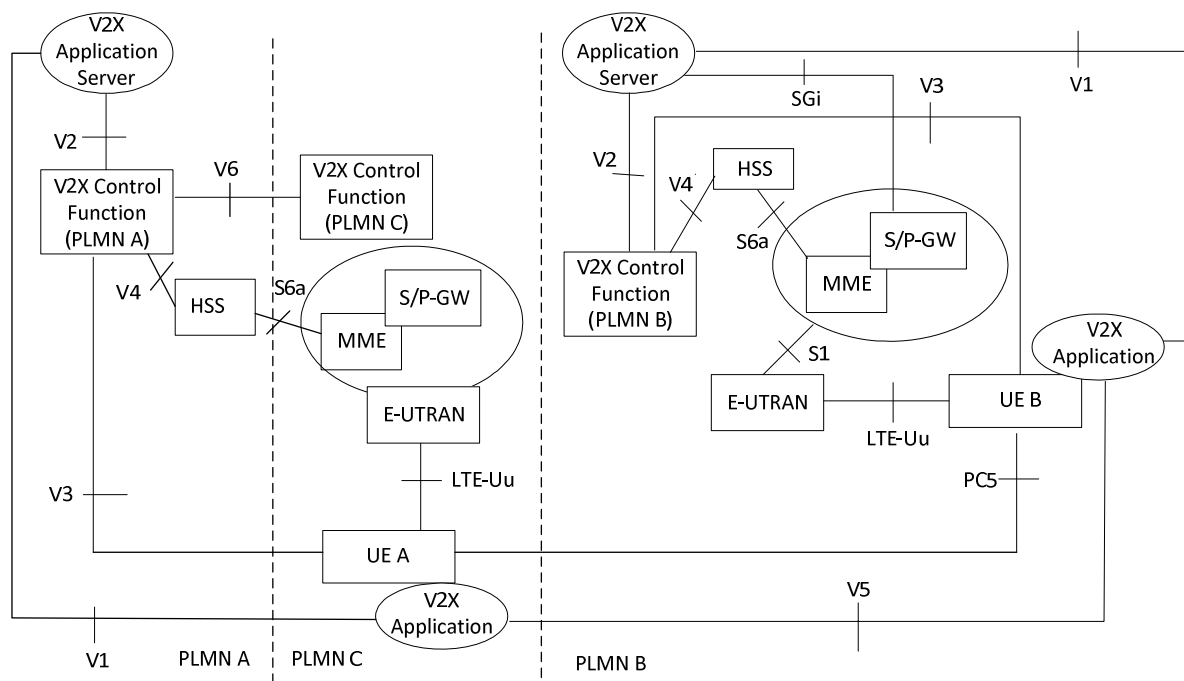 V2X
Application
Server
V2
V2X Control
Function
(PLMN A)
V6
V2X Control
Function
(PLMN C)
V4
HSS
S6a
S/P-GW
MME
E-UTRAN
LTE-Uu
V3
UE A
V2X
Application
V1
PLMN A
PLMN C
V2X
Application
Server
SGi
V3
V1
V2
V4
HSS
S6a
S/P-GW
MME
V2X Control
Function
(PLMN B)
S1
E-UTRAN
LTE-Uu
UE B
V2X
Application
PC5
V5
PLMN B